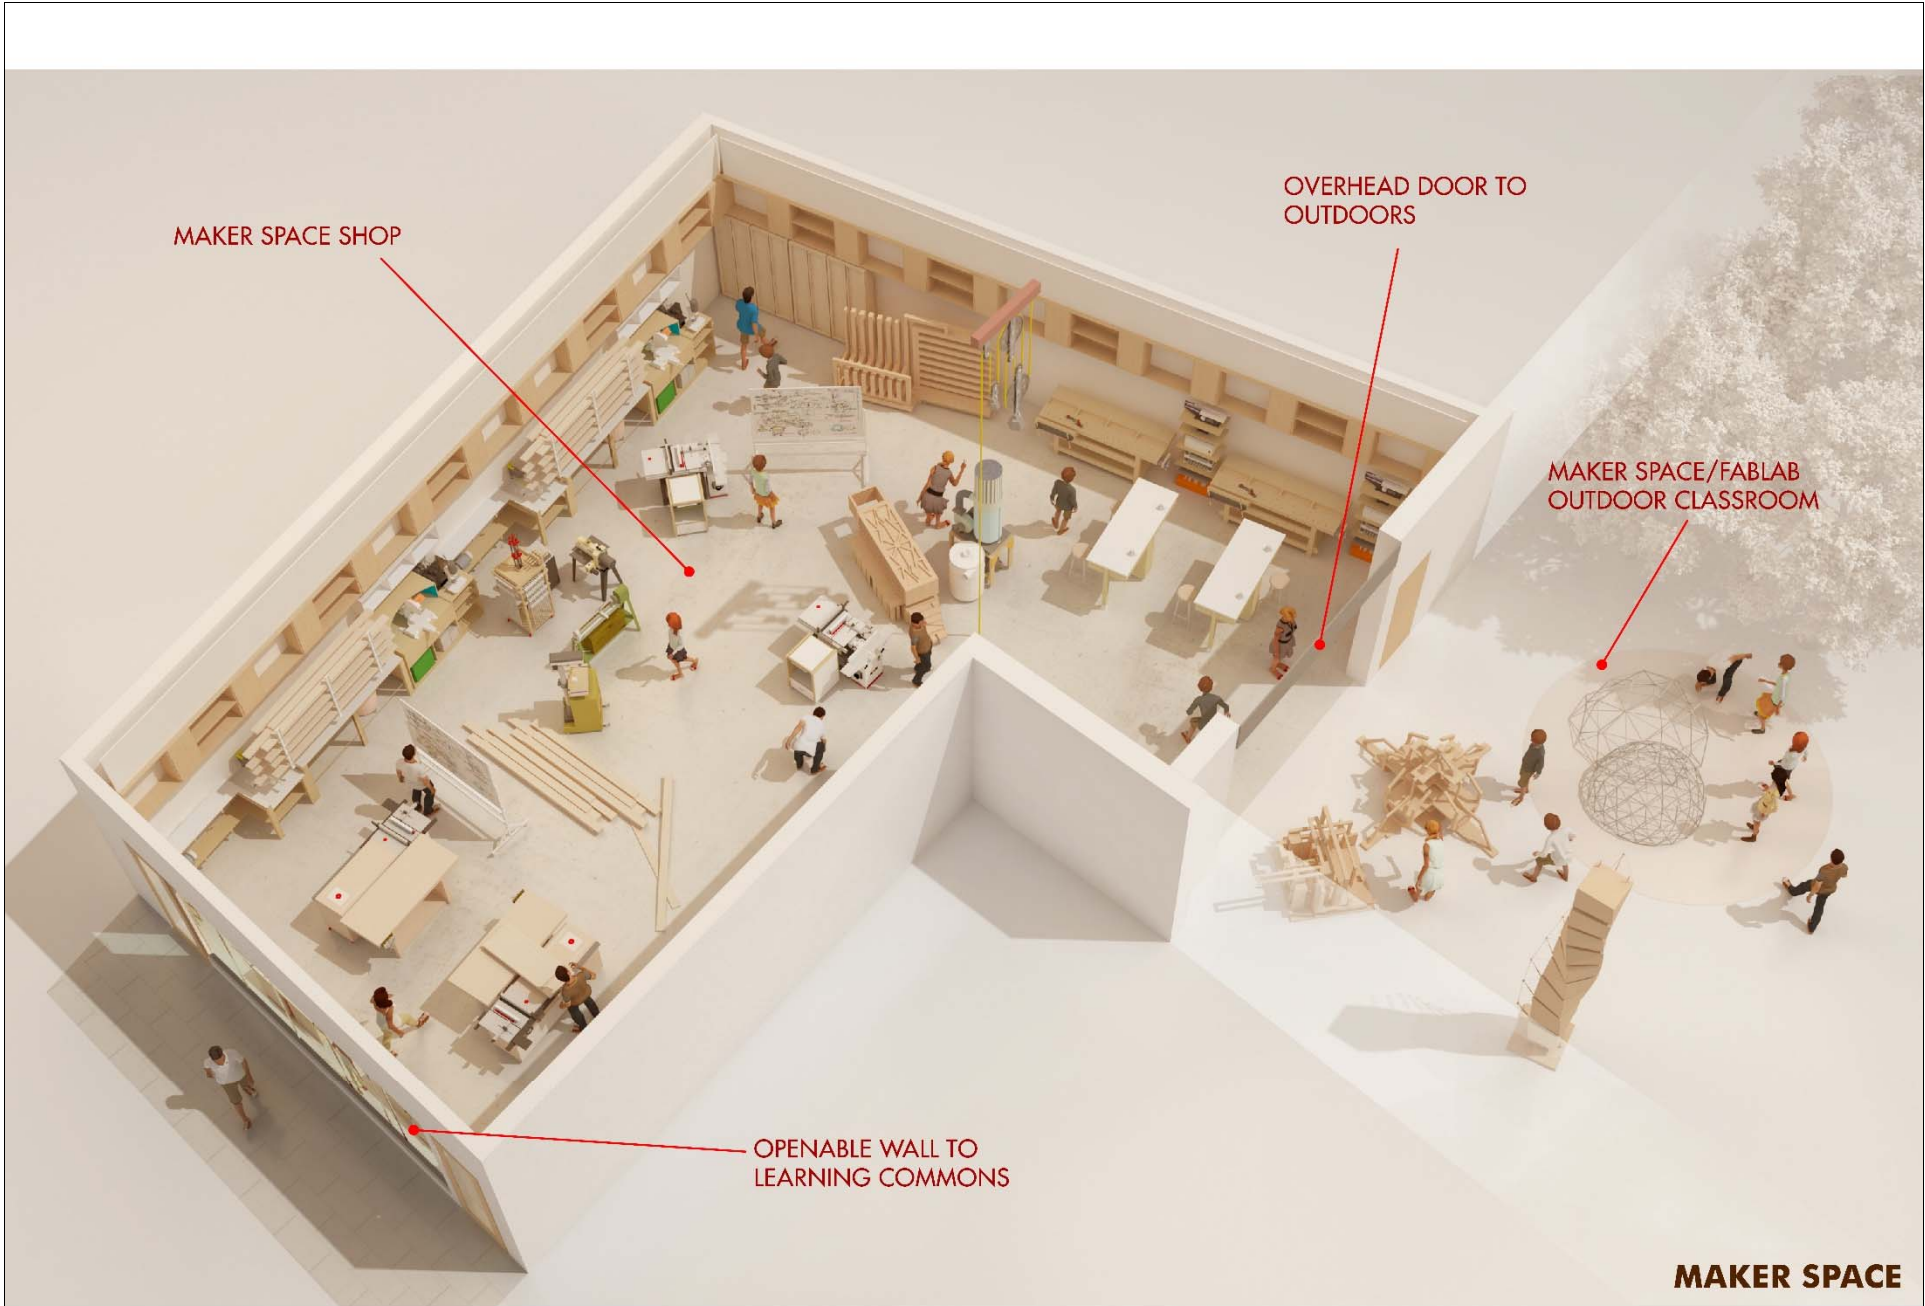 OVERHEAD DOOR TO
OUTDOORS
MAKER SPACE SHOP
MAKER SPACE/FABLAB
OUTDOOR CLASSROOM
OPENABLE WALL TO
LEARNING COMMONS
MAKER SPACE